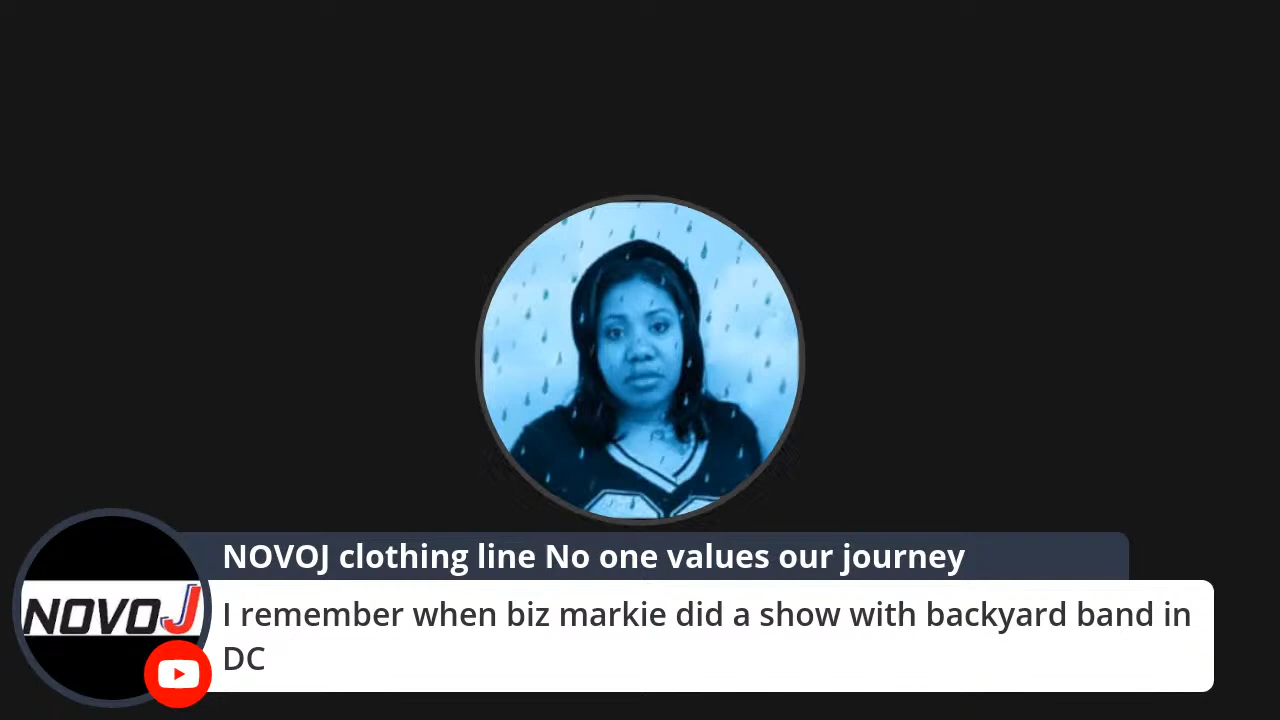 NOVOJ clothing line No one values our journey
NOVO-J
I remember when biz markie did a show with backyard band in
DC